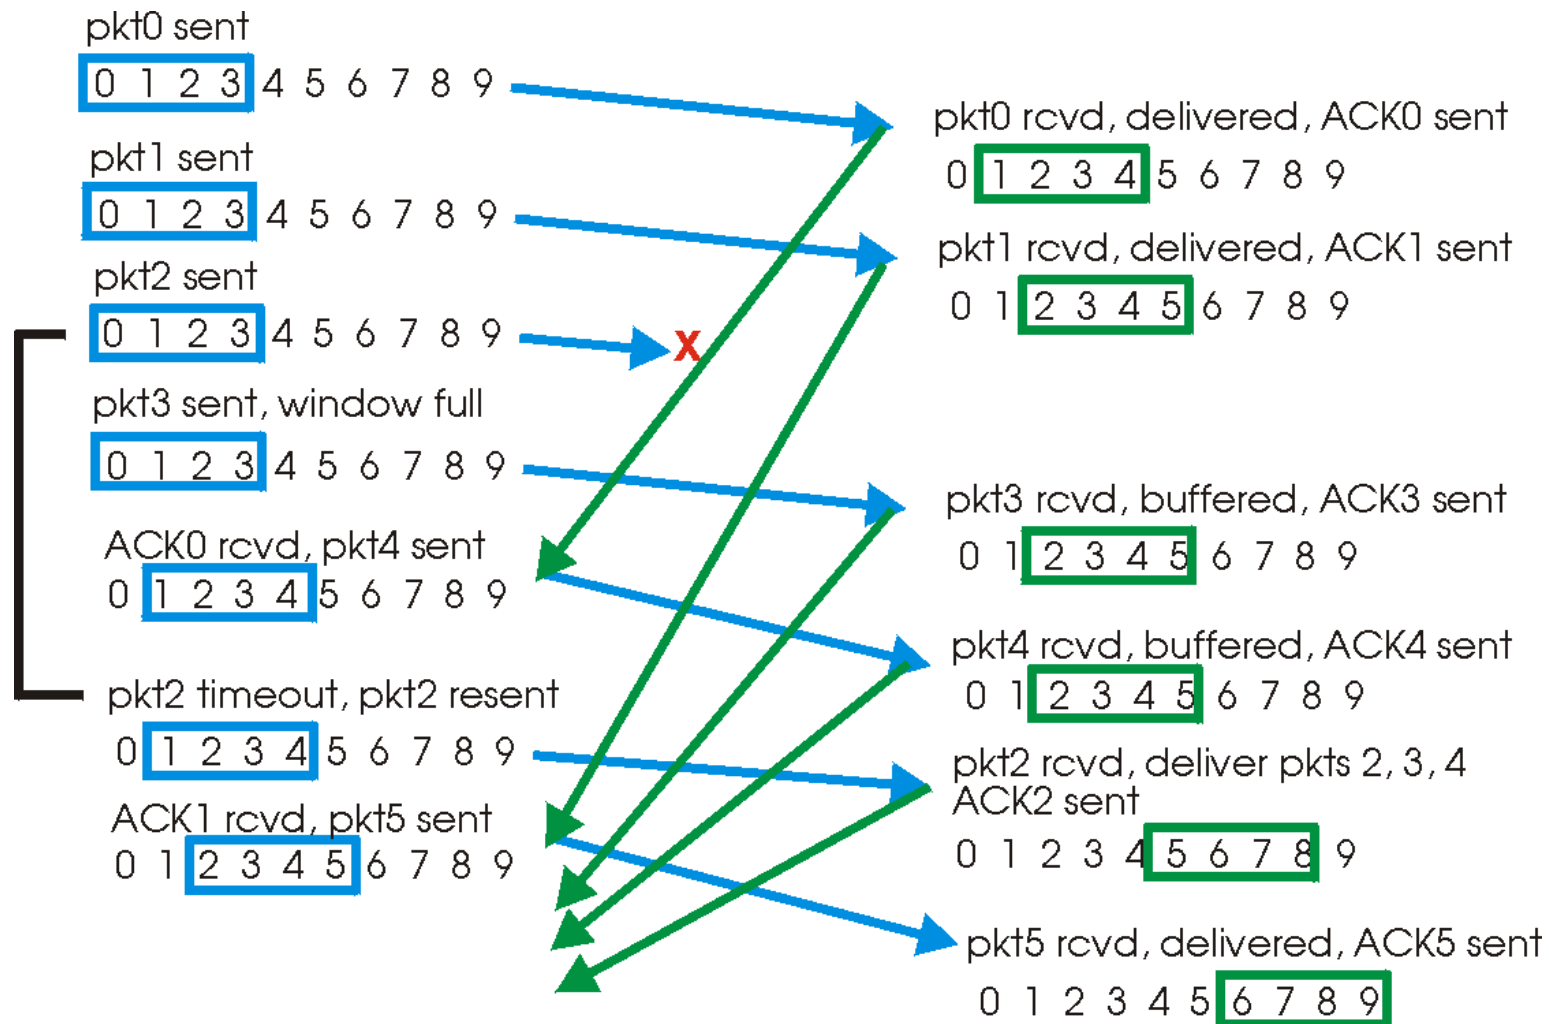 pkt0 sent
0 1 2 3 4 5 6 7 8 9
pkt1 sent
0 1 2 3 4 5 6 7 8 9
pkt2 sent
0 1 2 3 4 5 6 7 8 9
X
pkt3 sent, window full
0 1 2 3 4 5 6 7 8 9
ACK0 rcvd, pkt4 sent
0 1 2 3 4 5 6 7 8 9
pkt2 timeout, pkt2 resent
0 1 2 3 4 5 6 7 8 9
ACK1 rcvd, pkt5 sent
0 1 2 3 4 5 6 7 8 9
pkt0 rcvd, delivered, ACK0 sent
0 1 2 3 4 5 6 7 8 9
pkt1 rcvd, delivered, ACK1 sent
0 1 2 3 4 5 6 7 8 9
pkt3 rcvd, buffered, ACK3 sent
0 1 2 3 4 5 6 7 8 9
pkt4 rcvd, buffered, ACK4 sent
0 1 2 3 4 5 6 7 8 9
pkt2 rcvd, deliver pkts 2, 3, 4
ACK2 sent
0 1 2 3 4 5 6 7 8 9
pkt5 rcvd, delivered, ACK5 sent
0 1 2 3 4 5 6 7 8 9